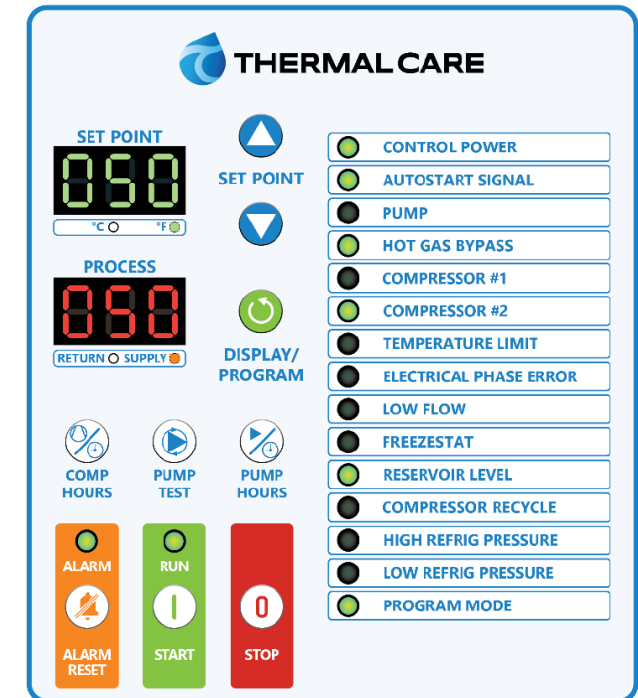 THERMAL CARE
SET POINT
050
°C °F
SET POINT
PROCESS
050
RETURN SUPPLY
DISPLAY/
PROGRAM
CONTROL POWER
AUTOSTART SIGNAL
PUMP
HOT GAS BYPASS
COMPRESSOR #1
COMPRESSOR #2
TEMPERATURE LIMIT
ELECTRICAL PHASE ERROR
LOW FLOW
FREEZESTAT
RESERVOIR LEVEL
COMPRESSOR RECYCLE
HIGH REFRIG PRESSURE
LOW REFRIG PRESSURE
PROGRAM MODE
COMP
HOURS
PUMP
TEST
PUMP
HOURS
ALARM
ALARM
RESET
RUN
START
0
STOP